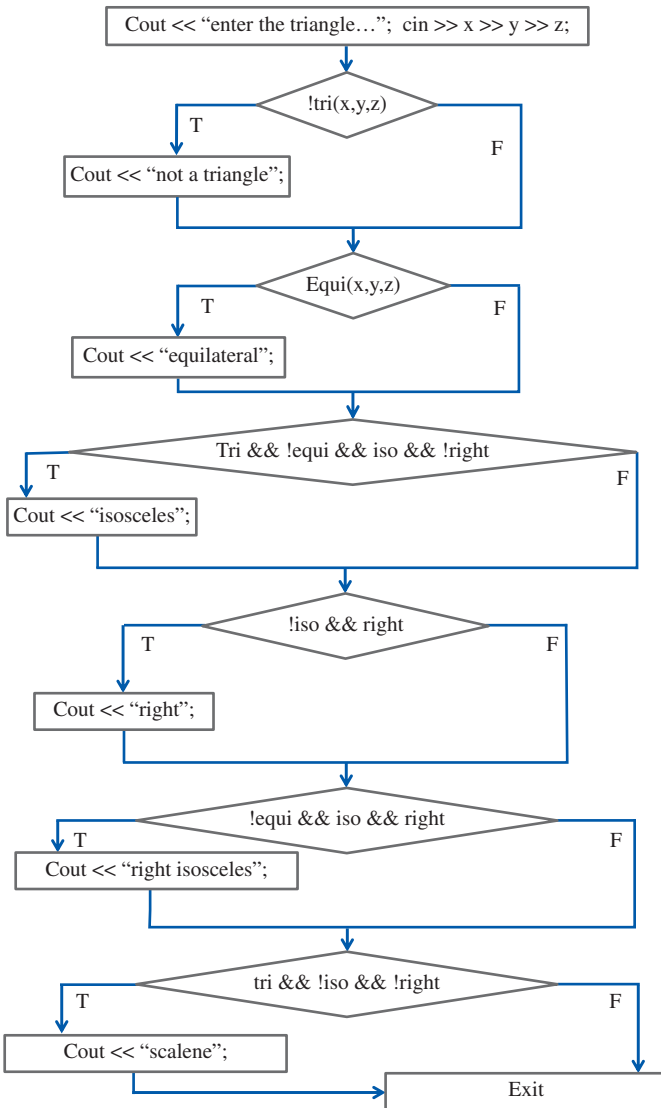 Cout << “enter the triangle…”; cin >> x >> y >> z;
!tri(x,y,z)
T
F
Cout << “not a triangle”;
Equi(x,y,z)
T
F
Cout << “equilateral”;
Tri && !equi && iso && !right
T
F
Cout << “isosceles”;
!iso && right
T
F
Cout << “right”;
!equi && iso && right
T
F
Cout << “right isosceles”;
tri && !iso && !right
T
F
Cout << “scalene”;
Exit